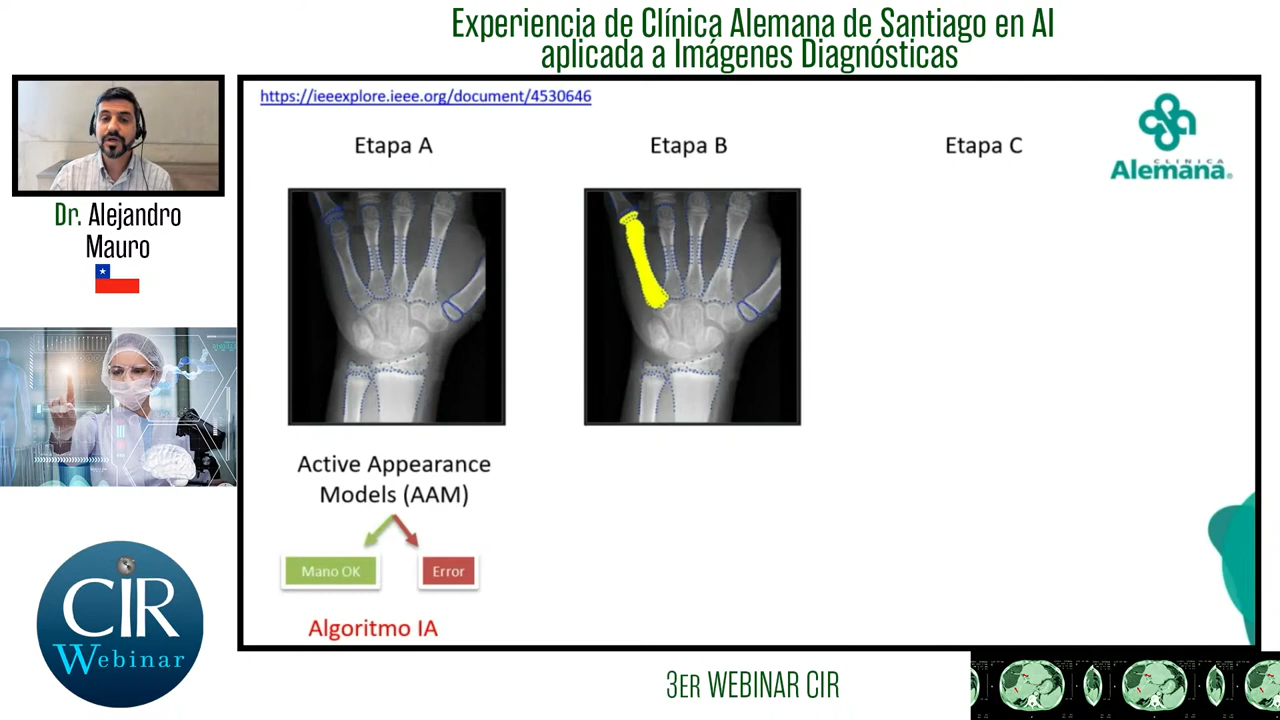 Experiencia de Clínica Alemana de Santiago en AI
aplicada a Imágenes Diagnósticas
https://ieeexplore.ieee.org/document/4530646
Etapa A
Etapa B
Etapa C
CLINICA
Alemana
Dr. Alejandro
Mauro
Active Appearance
Models (AAM)
Mano OK
Error
Algoritmo IA
CIR
Webinar
3ER WEBINAR CIR